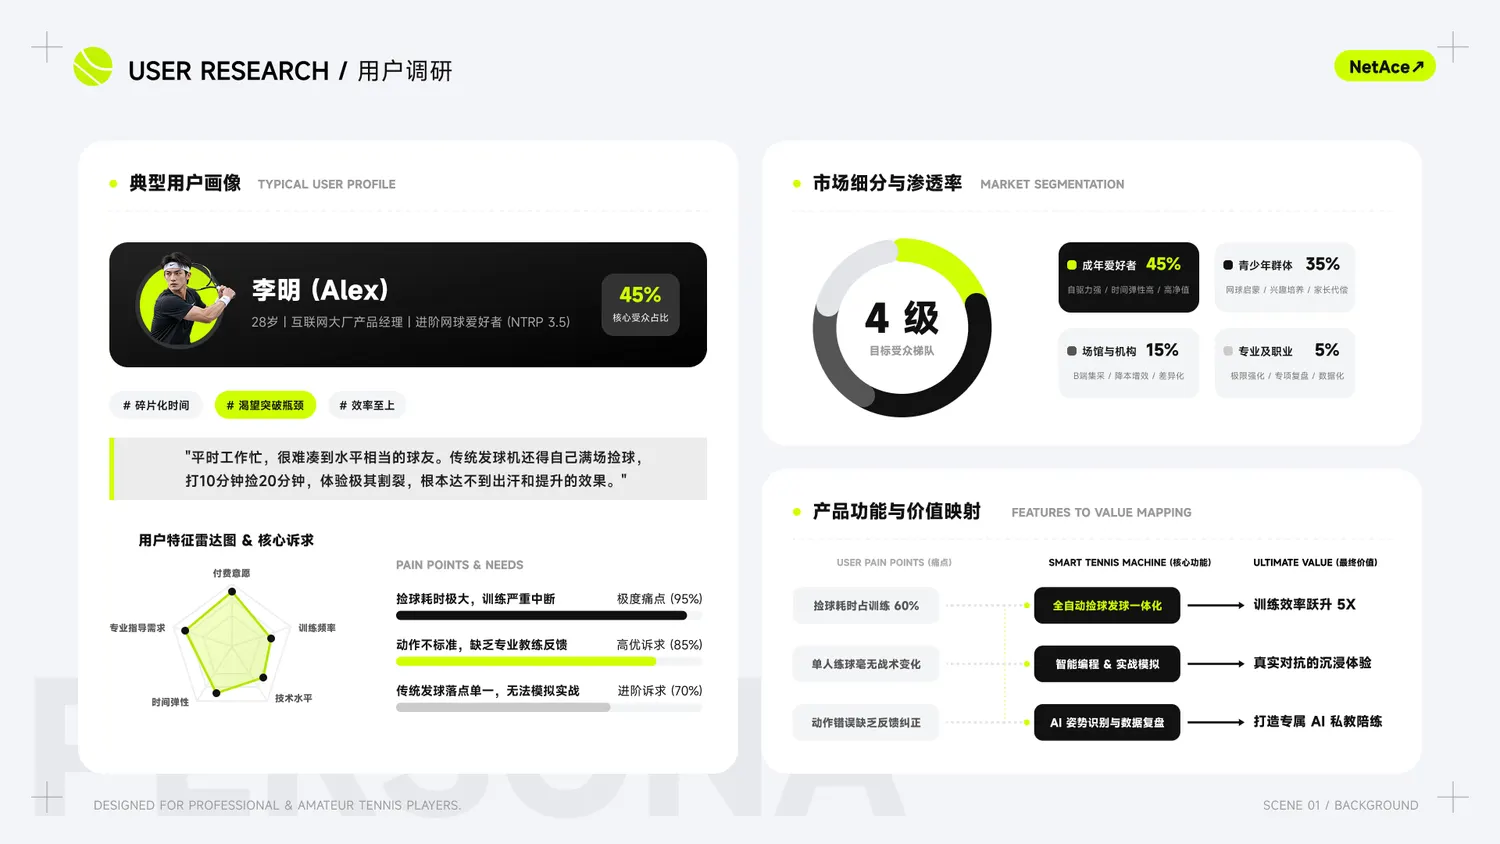 USER RESEARCH / 用户调研
NetAce↗
典型用户画像 TYPICAL USER PROFILE
李明 (Alex)
28岁 | 互联网大厂产品经理 | 进阶网球爱好者 (NTRP 3.5)
45%
核心受众占比
# 碎片化时间
# 渴望突破瓶颈
# 效率至上
"平时工作忙，很难凑到水平相当的球友。传统发球机还得自己满场捡球，
打10分钟捡20分钟，体验极其割裂，根本达不到出汗和提升的效果。"
用户特征雷达图 & 核心诉求
付费意愿
专业指导需求
训练频率
时间弹性
技术水平
PAIN POINTS & NEEDS
捡球耗时极大，训练严重中断 极度痛点 (95%)
动作不标准，缺乏专业教练反馈 高优诉求 (85%)
传统发球落点单一，无法模拟实战 进阶诉求 (70%)
市场细分与渗透率 MARKET SEGMENTATION
4 级
目标受众梯队
成年爱好者 45%
自驱力强 / 时间弹性高 / 高净值
青少年群体 35%
网球启蒙 / 兴趣培养 / 家长代偿
场馆与机构 15%
B端集采 / 降本增效 / 差异化
专业及职业 5%
极限强化 / 专项复盘 / 数据化
产品功能与价值映射 FEATURES TO VALUE MAPPING
USER PAIN POINTS (痛点)
SMART TENNIS MACHINE (核心功能)
ULTIMATE VALUE (最终价值)
捡球耗时占训练 60%
全自动捡球发球一体化
训练效率跃升 5X
单人练球毫无战术变化
智能编程 & 实战模拟
真实对抗的沉浸体验
动作错误缺乏反馈纠正
AI 姿势识别与数据复盘
打造专属 AI 私教陪练
PERSONA
DESIGNED FOR PROFESSIONAL & AMATEUR TENNIS PLAYERS.
SCENE 01 / BACKGROUND